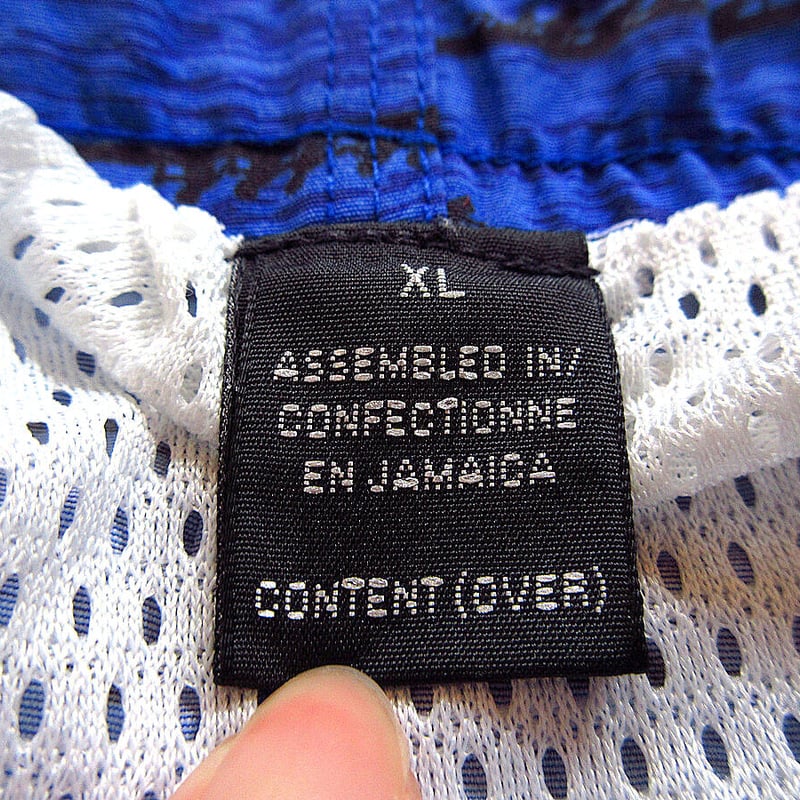 XL
ASSEMBLED IN/
CONFECTIONNE
EN JAMAICA
CONTENT (OVER)